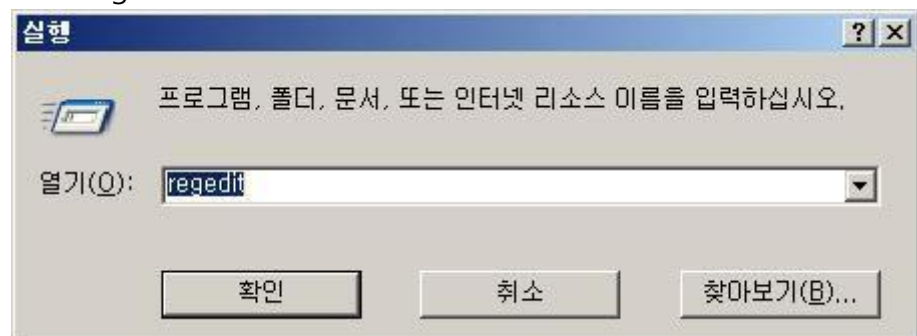 실행
프로그램, 폴더, 문서, 또는 인터넷 리소스 이름을 입력하십시오.
열기(O): regedit
확인 취소 찾아보기(B)...